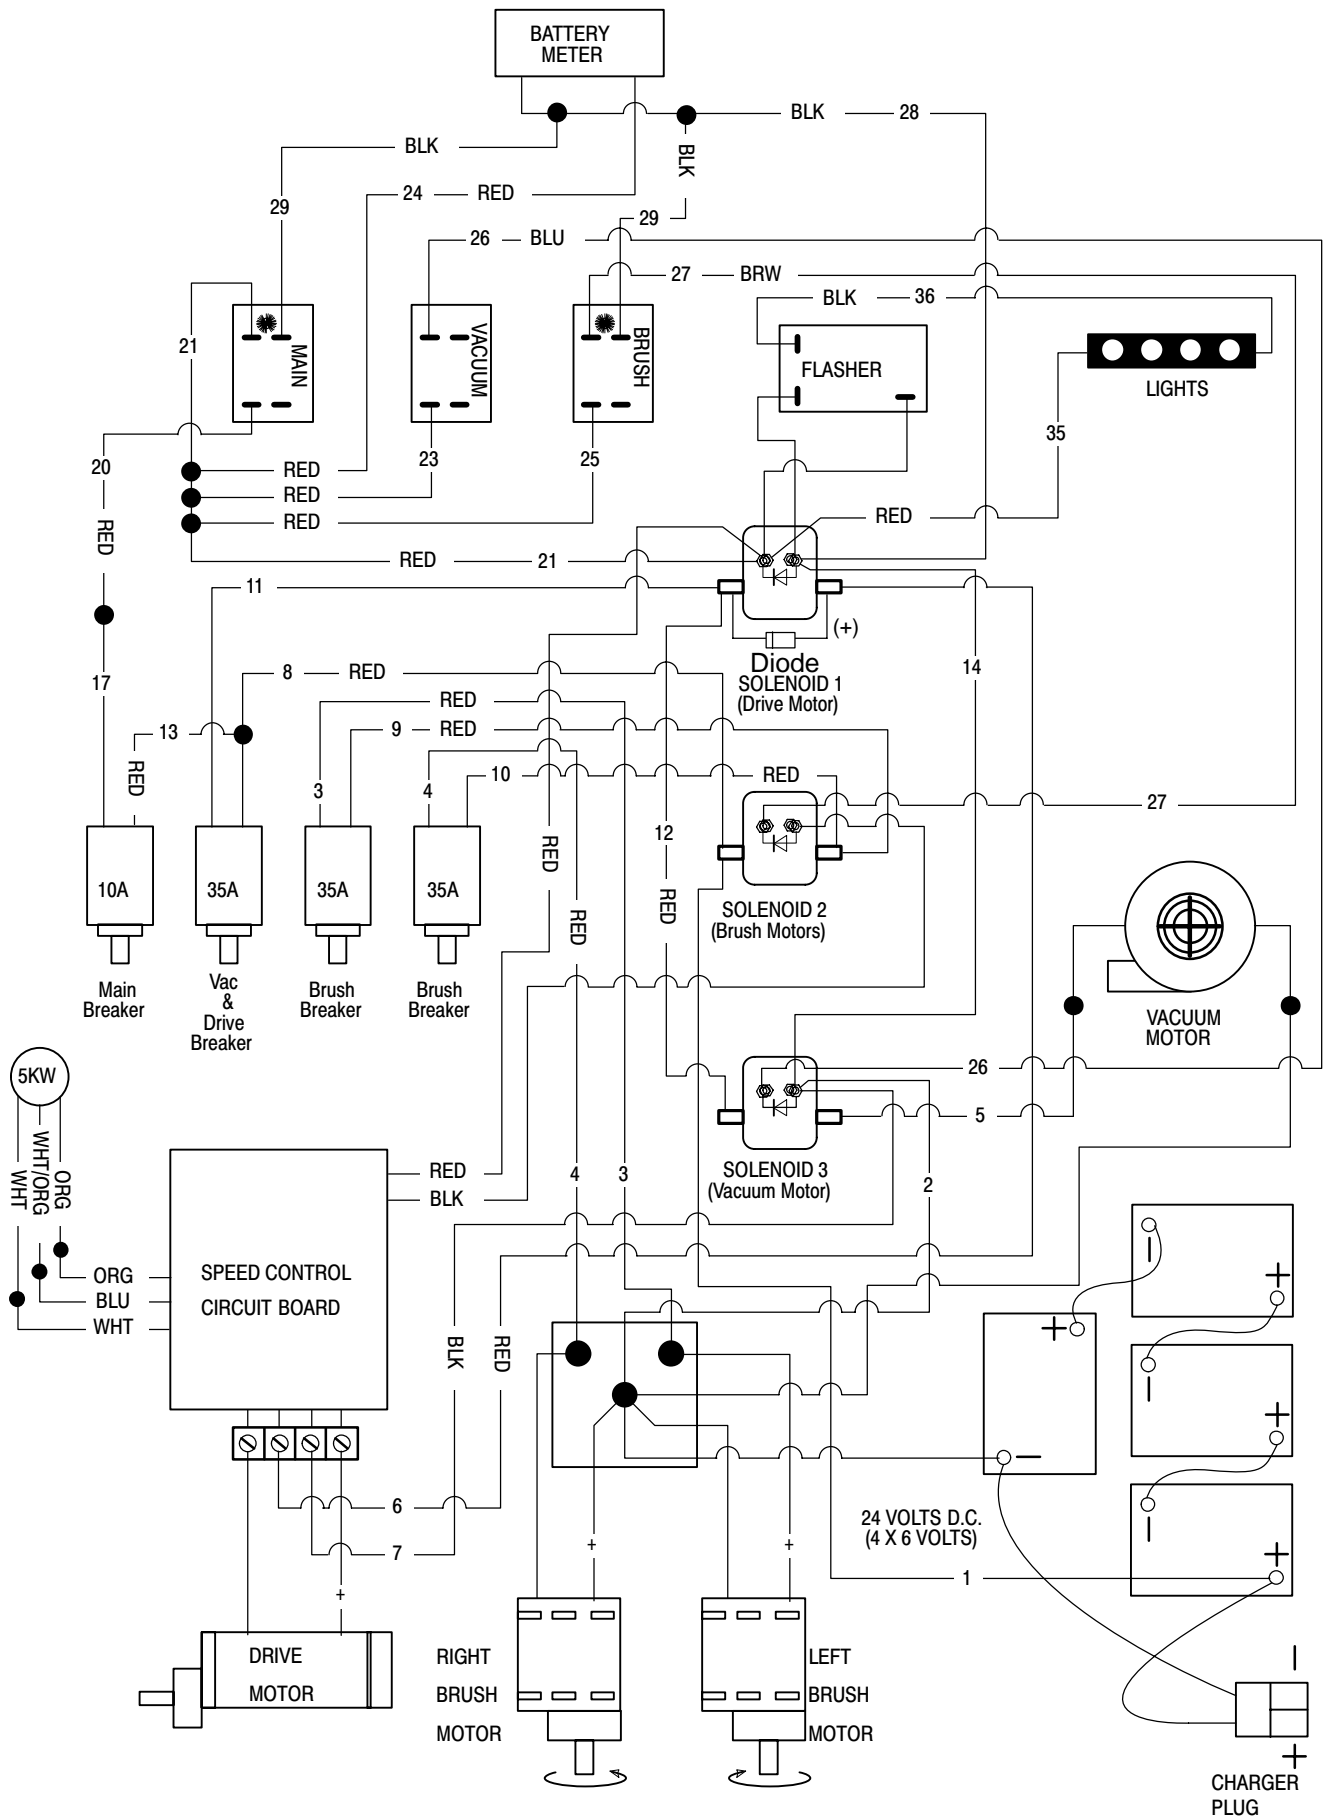 BATTERY
METER
BLK
28
BLK
BLK
24
RED
29
29
26
BLU
27
BRW
BLK
36
21
MAIN
VACUUM
BRUSH
FLASHER
LIGHTS
35
20
RED
23
25
RED
RED
RED
RED
RED
21
11
(+)
Diode
SOLENOID 1
(Drive Motor)
14
17
8
RED
RED
13
9
RED
RED
3
4
10
RED
27
12
RED
RED
RED
10A
35A
35A
35A
SOLENOID 2
(Brush Motors)
Main
Breaker
Vac
&
Drive
Breaker
Brush
Breaker
Brush
Breaker
VACUUM
MOTOR
5KW
26
5
WHT
WHT/ORG
ORG
RED
BLK
4
3
SOLENOID 3
(Vacuum Motor)
2
ORG
BLU
WHT
SPEED CONTROL
CIRCUIT BOARD
BLK
RED
−
+
+
−
+
−
−
+
6
7
+
+
+
24 VOLTS D.C.
(4 X 6 VOLTS)
1
DRIVE
MOTOR
RIGHT
BRUSH
MOTOR
LEFT
BRUSH
MOTOR
−
+
CHARGER
PLUG